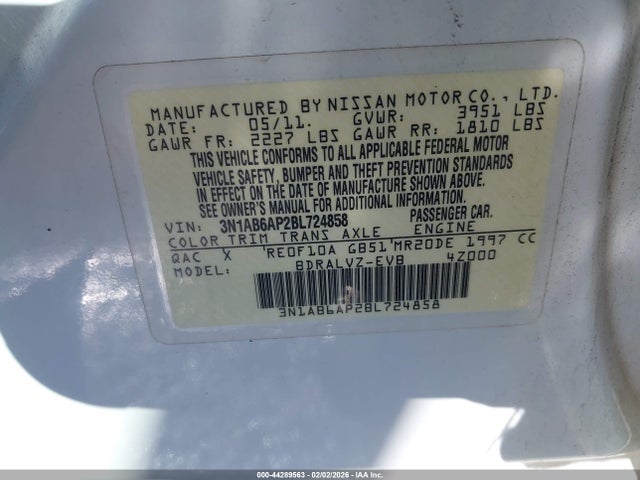 MANUFACTURED BY NISSAN MOTOR CO., LTD.
DATE: 05/11. GVWR: 3951 LBS
GAWR FR: 2227 LBS GAWR RR: 1810 LBS
THIS VEHICLE CONFORMS TO ALL APPLICABLE FEDERAL MOTOR
VEHICLE SAFETY, BUMPER AND THEFT PREVENTION STANDARDS
IN EFFECT ON THE DATE OF MANUFACTURE SHOWN ABOVE.
SEE OWNER'S MANUAL FOR ADDITIONAL INFORMATION.
VIN: 3N1AB6AP2BL724858 PASSENGER CAR.
COLOR TRIM TRANS AXLE ENGINE
QAC X RE0F10A GB51 MR20DE 1997 CC
MODEL: BDRALVZ-EVB 4Z000
3N1AB6AP2BL724858
000-44289563 - 02/02/2026 - COPART